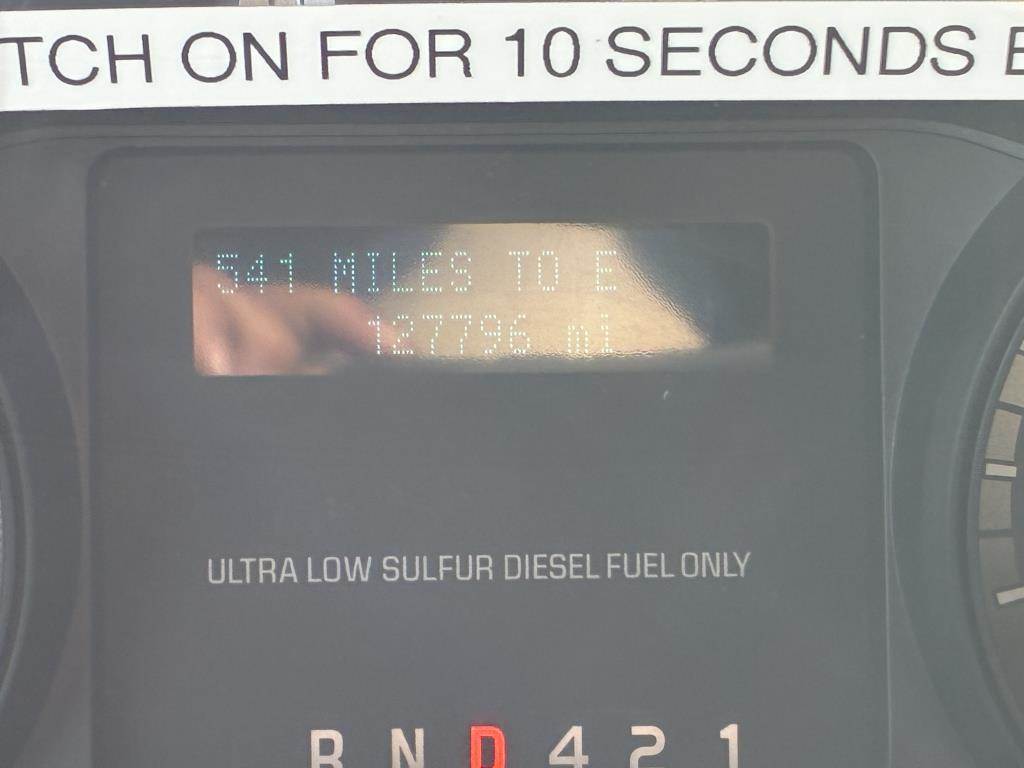 TCH ON FOR 10 SECONDS
541 MILES TO E
127796 mi
ULTRA LOW SULFUR DIESEL FUEL ONLY
R N D 4 2 1